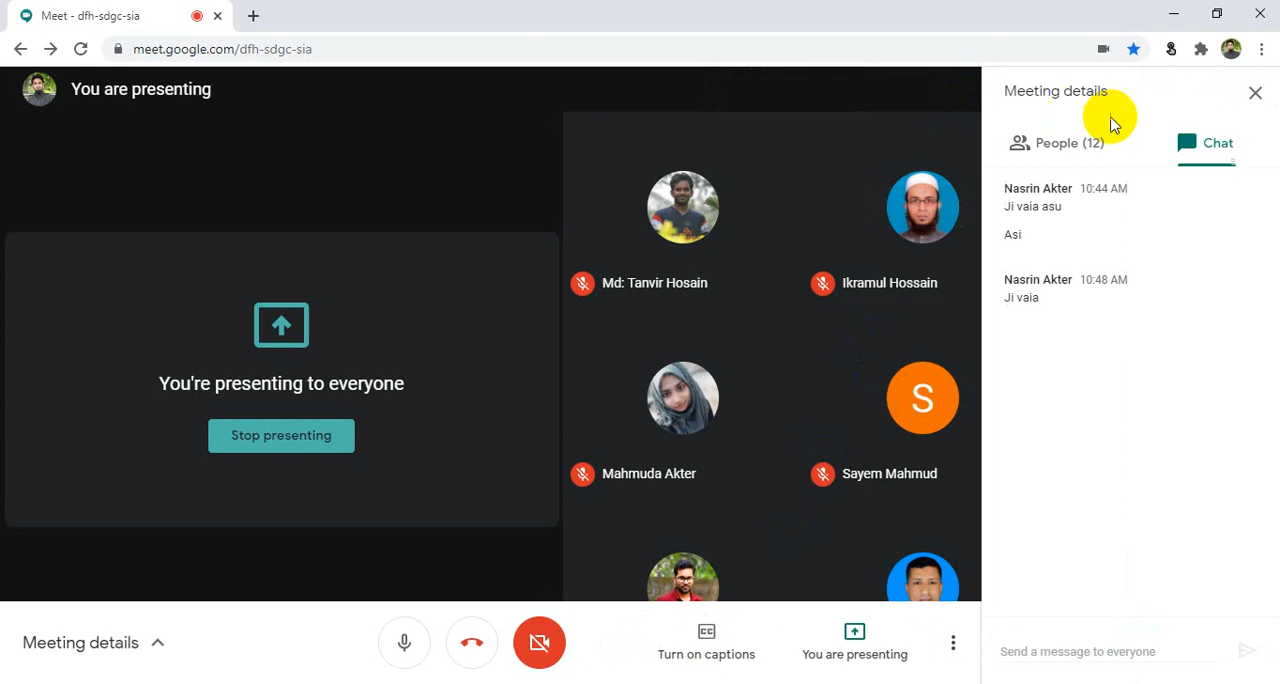 Meet - dfh-sdgc-sia
meet.google.com/dfh-sdgc-sia
You are presenting
Meeting details
People (12)
Chat
Nasrin Akter 10:44 AM
Ji vaia asu
Asi
Nasrin Akter 10:48 AM
Ji vaia
Md: Tanvir Hosain
Ikramul Hossain
You're presenting to everyone
Stop presenting
S
Mahmuda Akter
Sayem Mahmud
Meeting details
CC
Turn on captions
You are presenting
Send a message to everyone